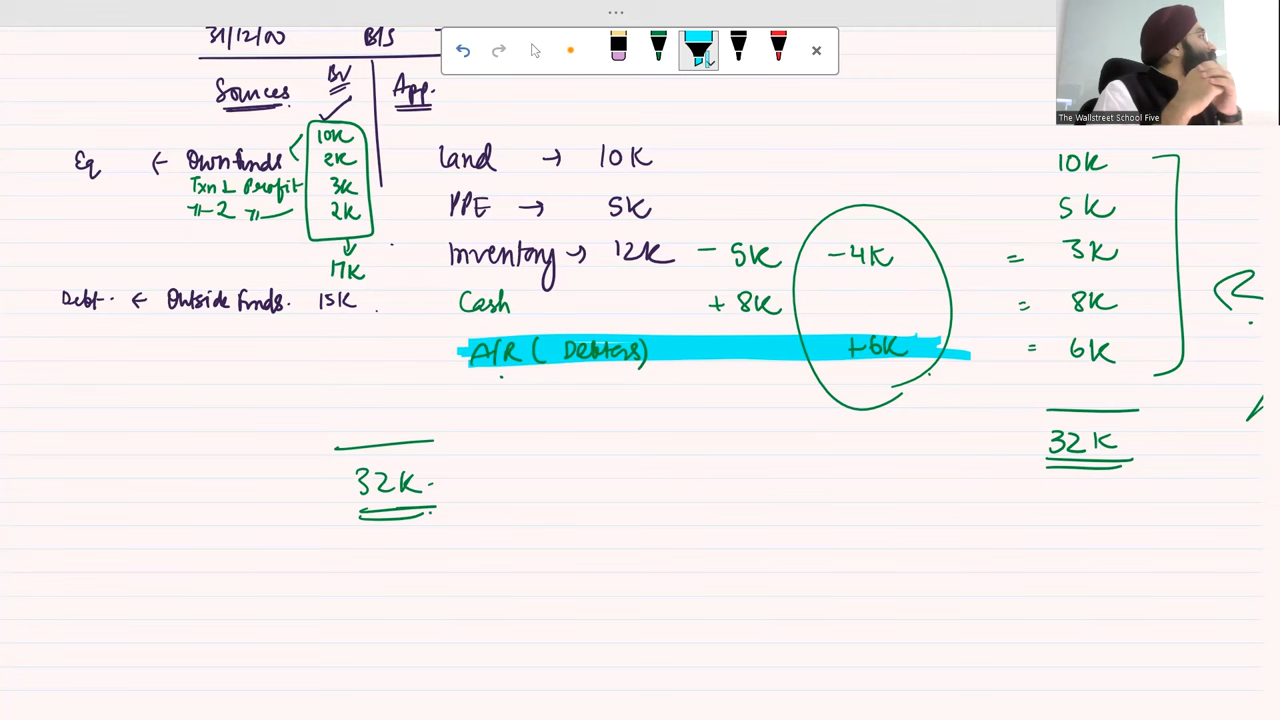 31/12/00 B/S
Sources BV App.
10K
Eq ← Own funds 2K Land → 10K 10K
Txn 1 Profit 3K
〃 2 〃 2K PPE → 5K 5K
17K Inventory → 12K - 5K - 4K = 3K
Debt. ← Outside Funds. 15K Cash + 8K = 8K
A/R ( Debtors) +6K = 6K
32K
32K.
The Wallstreet School Five